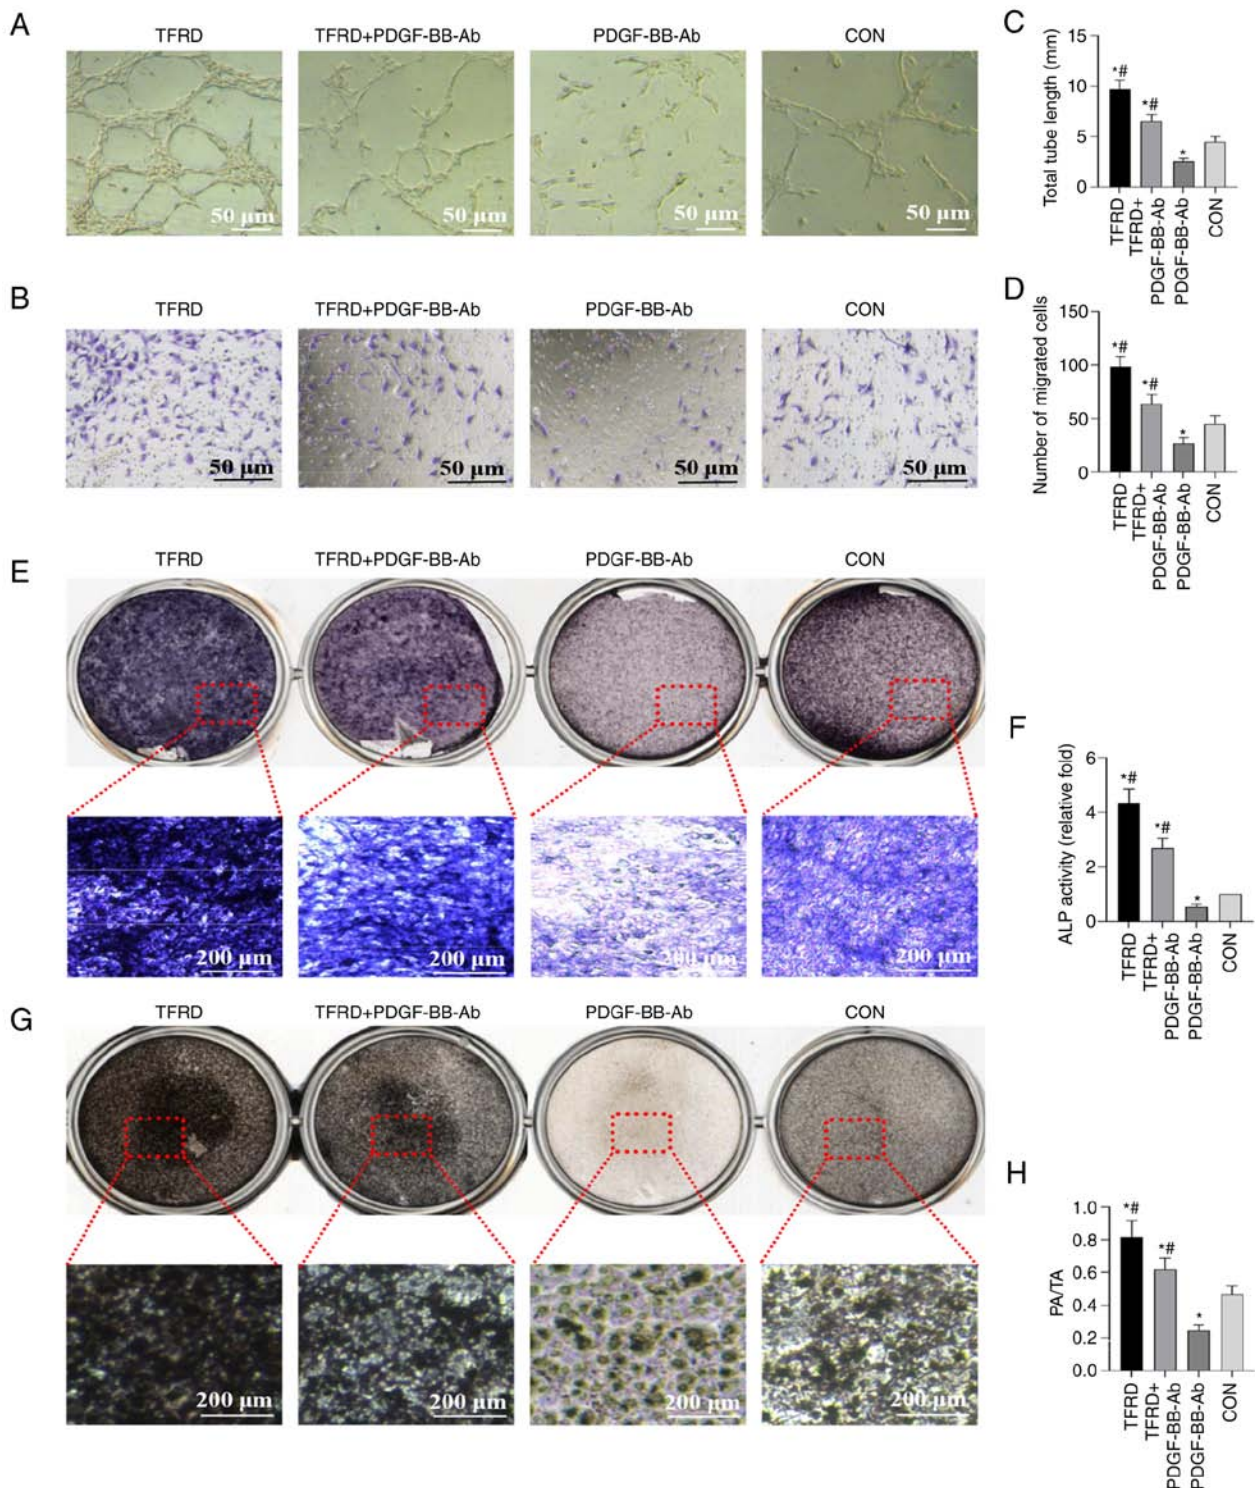 A
TFRD
TFRD+PDGF-BB-Ab
PDGF-BB-Ab
CON
50 μm
50 μm
50 μm
50 μm
C
Total tube length (mm)
15
10
5
0
*#
*#
*
TFRD
TFRD+
PDGF-BB-Ab
PDGF-BB-Ab
CON
B
TFRD
TFRD+PDGF-BB-Ab
PDGF-BB-Ab
CON
50 μm
50 μm
50 μm
50 μm
D
Number of migrated cells
150
100
50
0
*#
*#
*
TFRD
TFRD+
PDGF-BB-Ab
PDGF-BB-Ab
CON
E
TFRD
TFRD+PDGF-BB-Ab
PDGF-BB-Ab
CON
200 μm
200 μm
200 μm
200 μm
F
ALP activity (relative fold)
6
4
2
0
*#
*#
*
TFRD
TFRD+
PDGF-BB-Ab
PDGF-BB-Ab
CON
G
TFRD
TFRD+PDGF-BB-Ab
PDGF-BB-Ab
CON
200 μm
200 μm
200 μm
200 μm
H
PA/TA
1.0
0.8
0.6
0.4
0.2
0.0
*#
*#
*
TFRD
TFRD+
PDGF-BB-Ab
PDGF-BB-Ab
CON